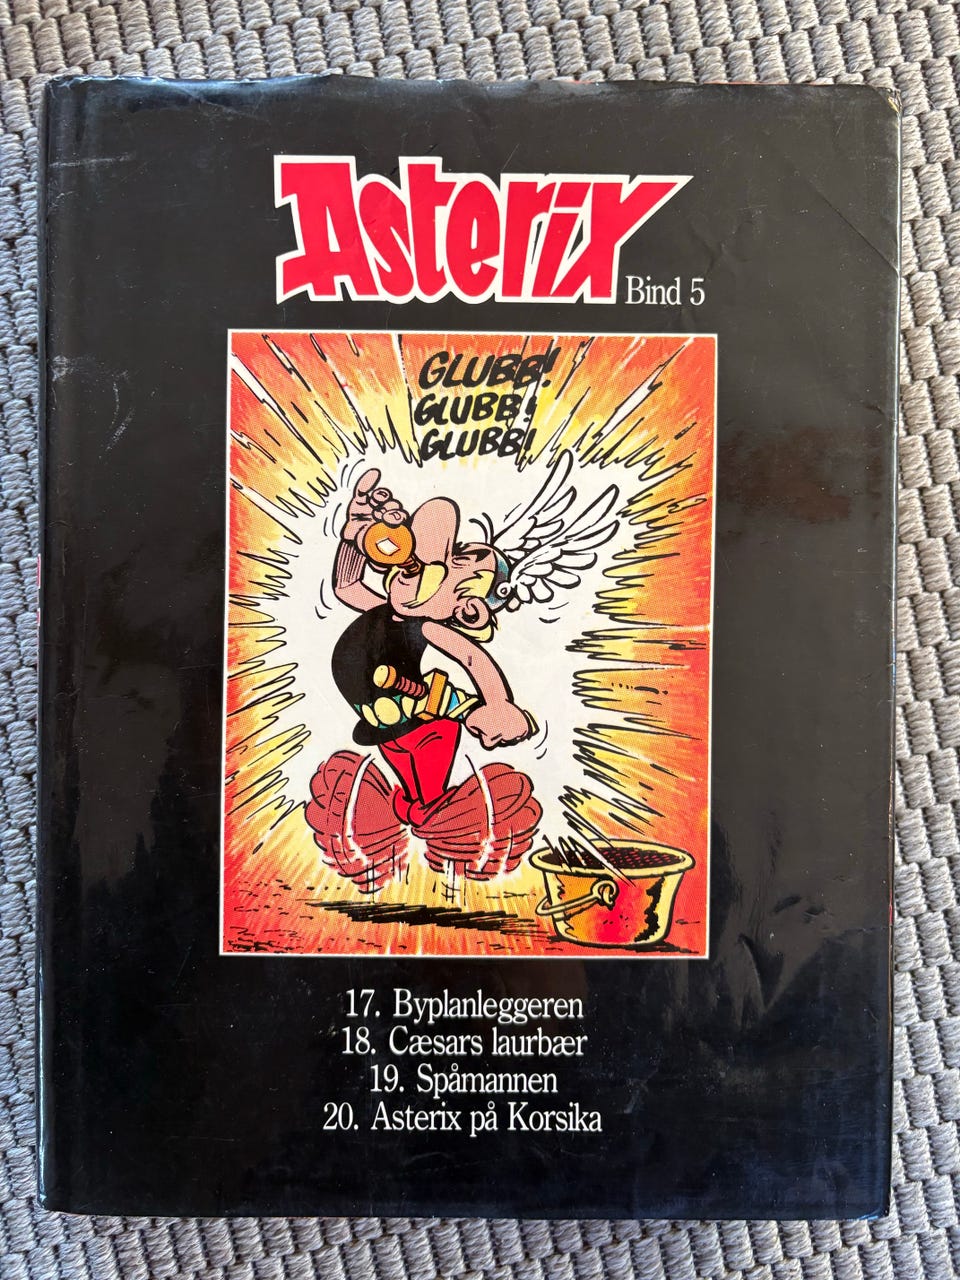 Asterix
Bind 5
GLUBB!
GLUBB!
GLUBB!
17. Byplanleggeren
18. Cæsars laurbær
19. Spåmannen
20. Asterix på Korsika